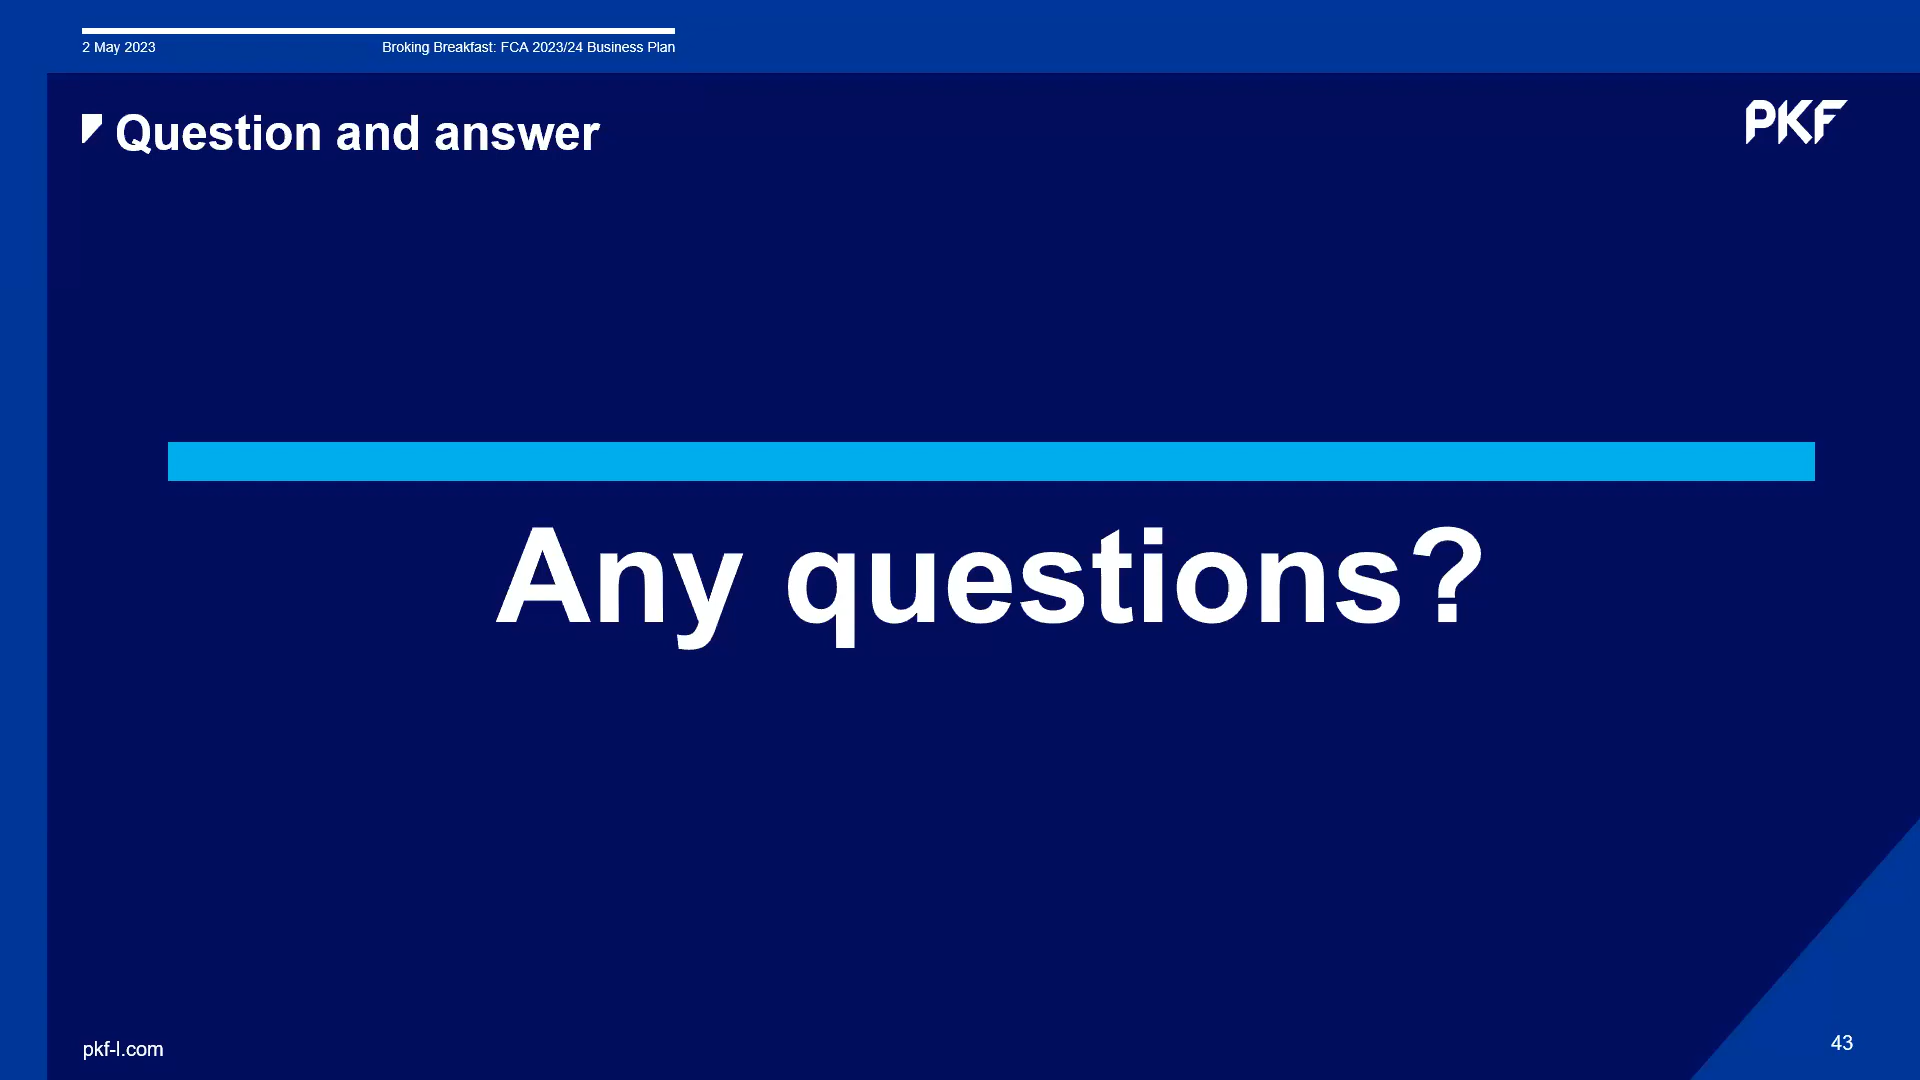 2 May 2023
Broking Breakfast: FCA 2023/24 Business Plan
Question and answer
PKF
Any questions?
pkf-l.com
43